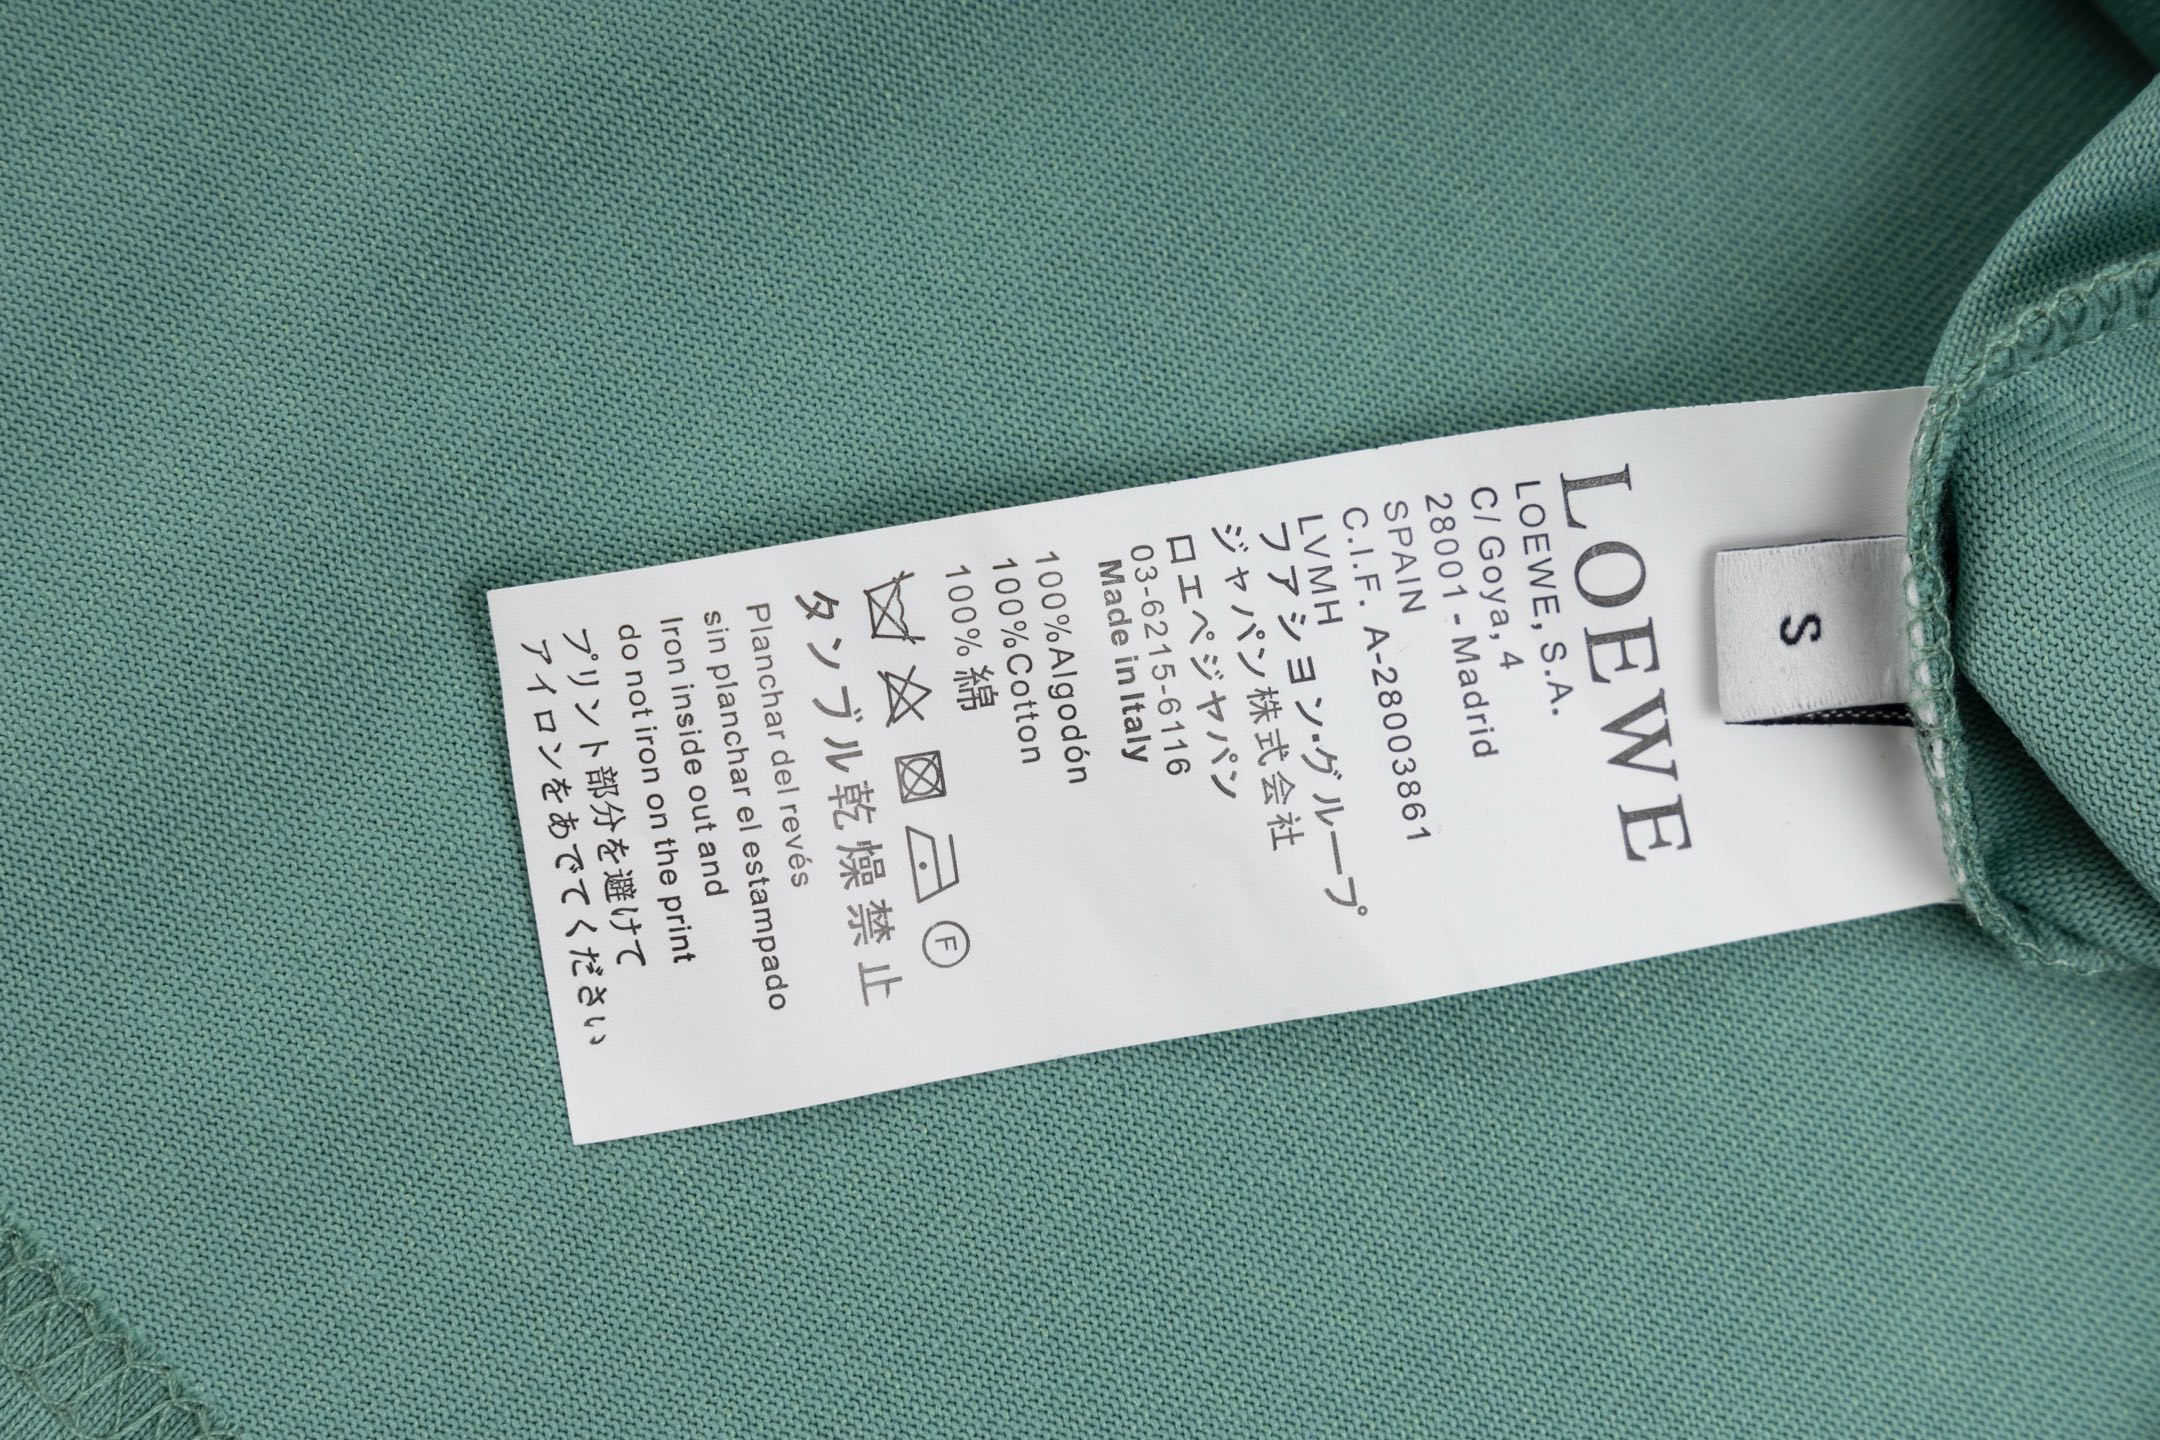 S
LOEWE
LOEWE, S.A.
C/ Goya, 4
28001 - Madrid
SPAIN
C.I.F. A-28003861
LVMH
ファシヨン·グループ
ジャパン株式会社
ロエベジヤパン
03-6215-6116
Made in Italy
100%Algodón
100%Cotton
100%綿
F
タンブル乾燥禁止
Planchar del revés
sin planchar el estampado
Iron inside out and
do not iron on the print
プリント部分を避けて
アイロンをあでてください